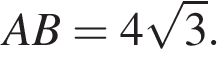 AB = 4√3.